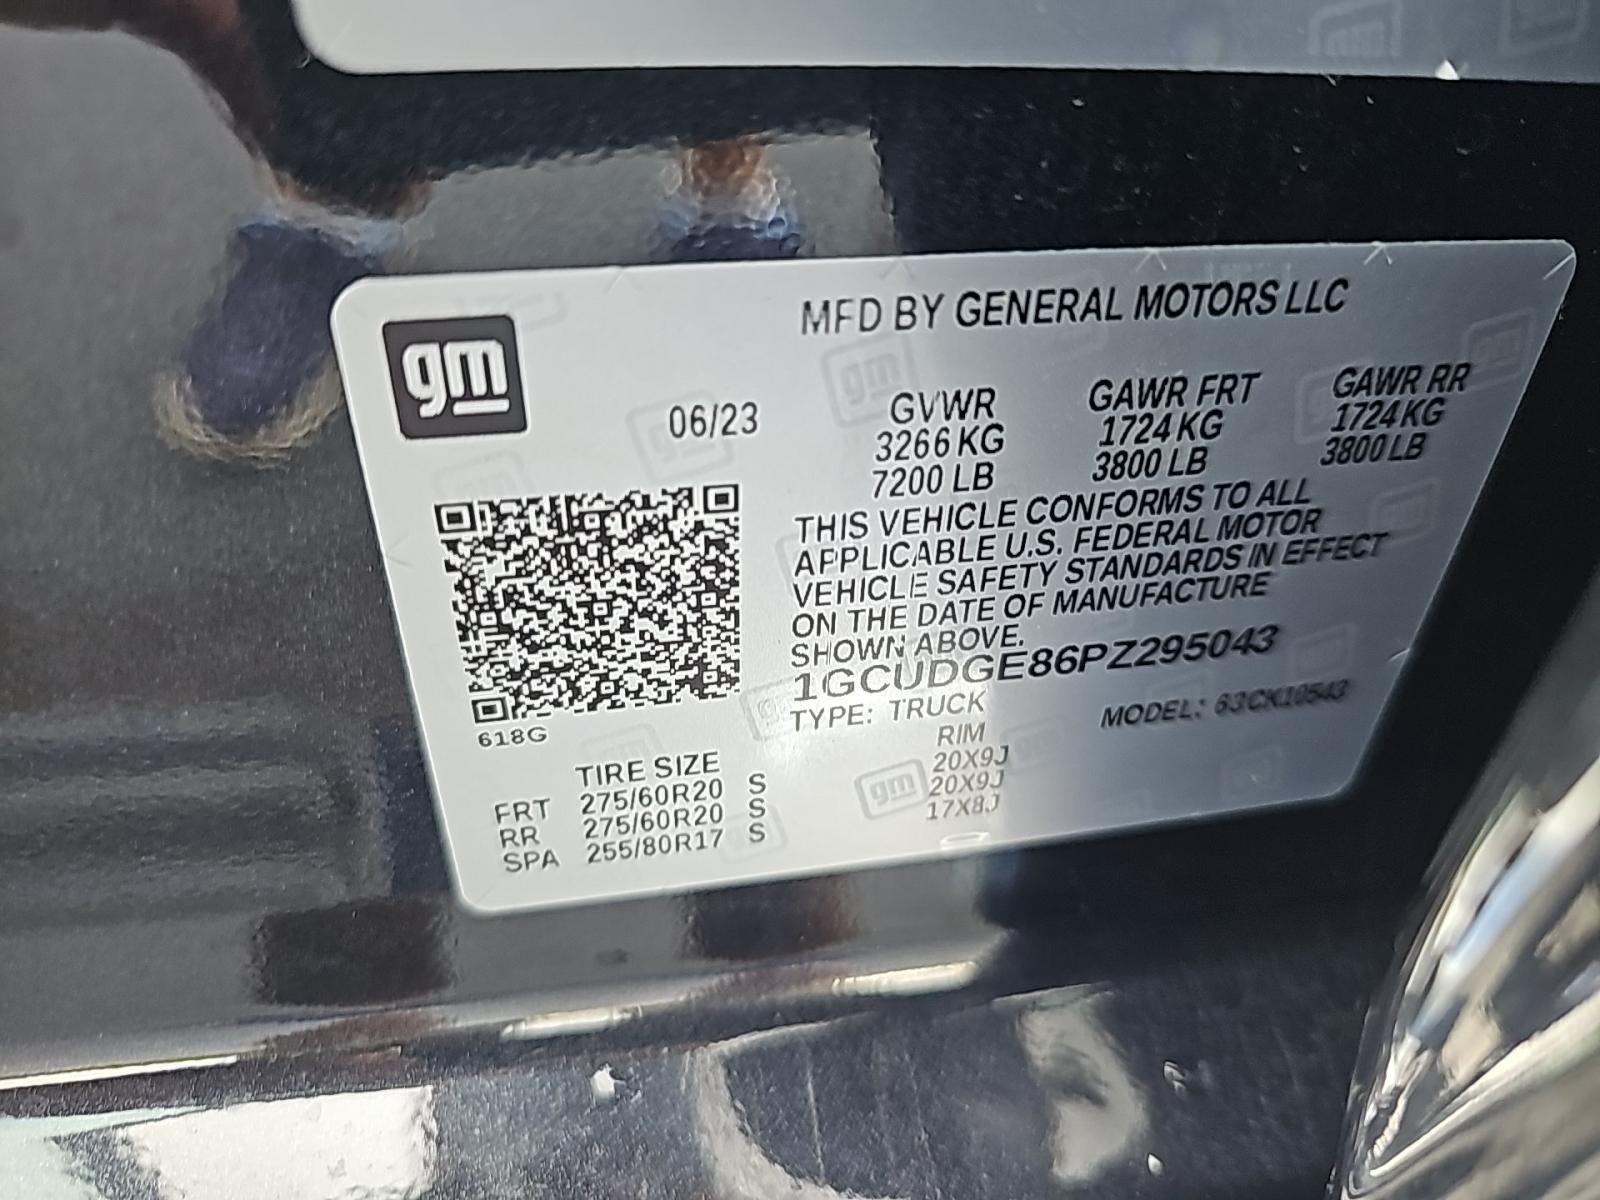 gm
MFD BY GENERAL MOTORS LLC
06/23
GVWR GAWR FRT GAWR RR
3266 KG 1724 KG 1724 KG
7200 LB 3800 LB 3800 LB
THIS VEHICLE CONFORMS TO ALL
APPLICABLE U.S. FEDERAL MOTOR
VEHICLE SAFETY STANDARDS IN EFFECT
ON THE DATE OF MANUFACTURE
SHOWN ABOVE.
1GCUDGE86PZ295043
TYPE: TRUCK MODEL: 63CK10543
618G
TIRE SIZE RIM
FRT 275/60R20 S 20X9J
RR 275/60R20 S 20X9J
SPA 255/80R17 S 17X8J